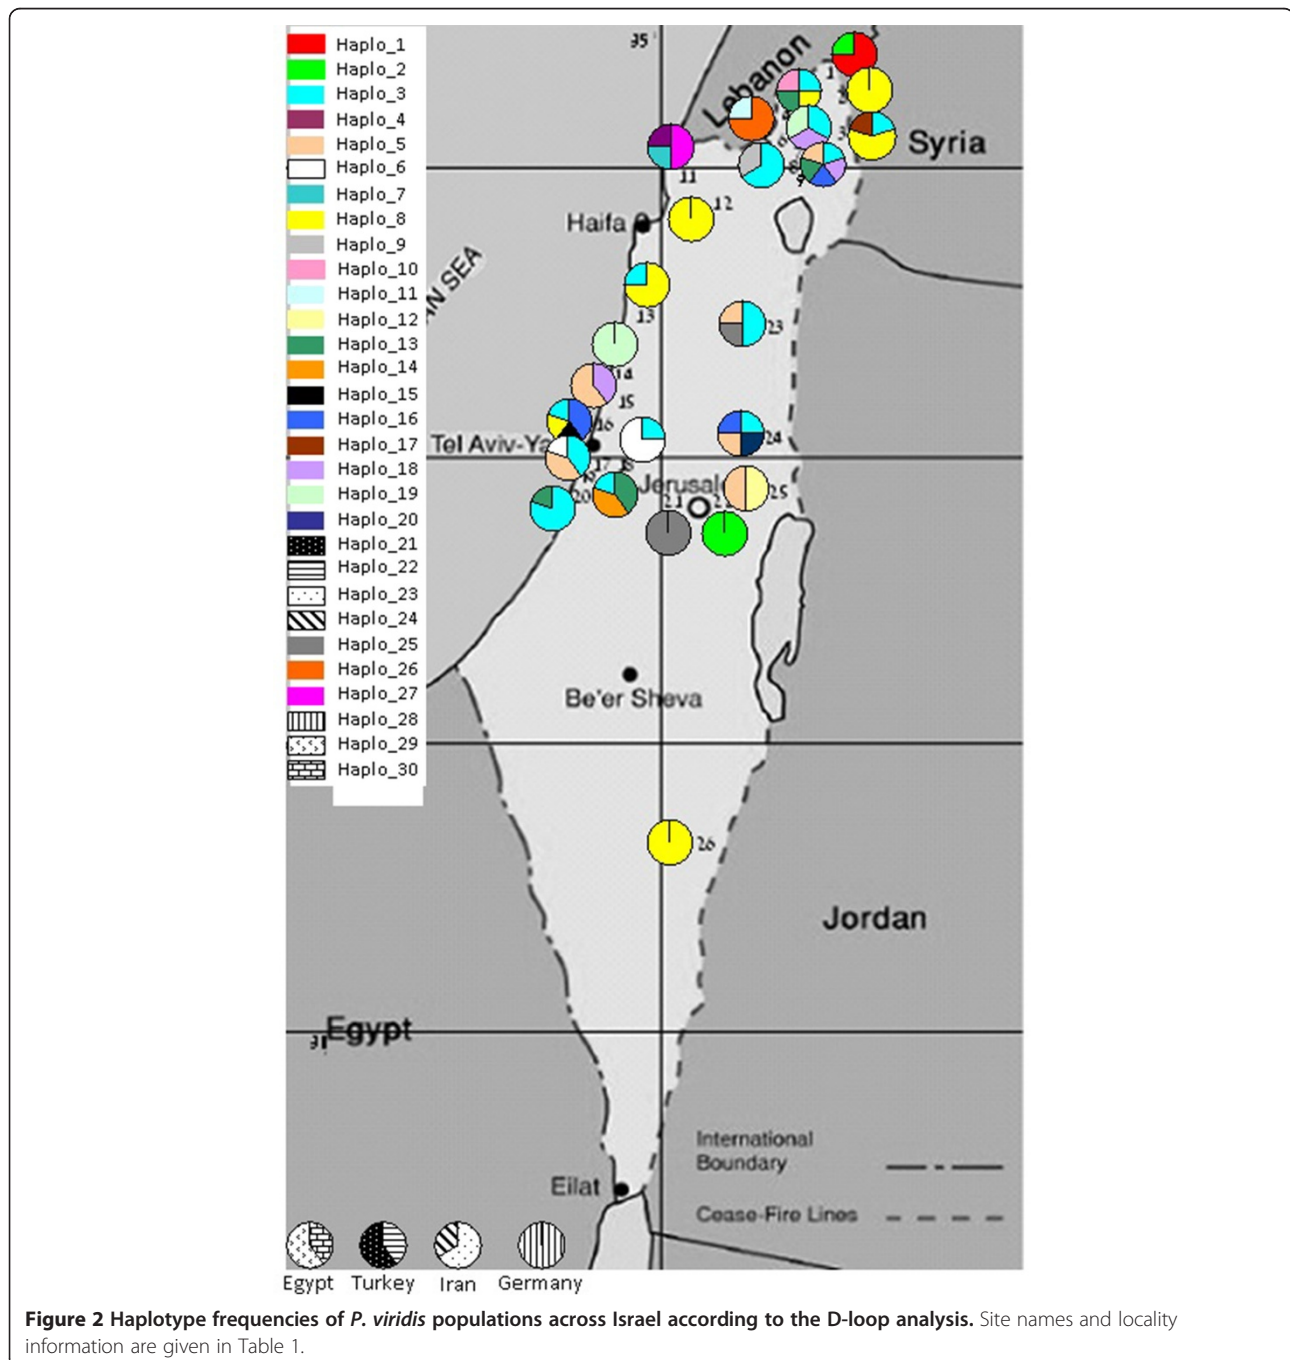 Haplo_1
Haplo_2
Haplo_3
Haplo_4
Haplo_5
Haplo_6
Haplo_7
Haplo_8
Haplo_9
Haplo_10
Haplo_11
Haplo_12
Haplo_13
Haplo_14
Haplo_15
Haplo_16
Haplo_17
Haplo_18
Haplo_19
Haplo_20
Haplo_21
Haplo_22
Haplo_23
Haplo_24
Haplo_25
Haplo_26
Haplo_27
Haplo_28
Haplo_29
Haplo_30
35
Lebanon
1
3
Syria
11
12
Haifa
SEA
13
23
14
15
16
Tel Aviv-Ya
24
17
18
20
Jerusal
25
21
Be'er Sheva
26
Jordan
Egypt
International
Boundary
Eilat
Cease-Fire Lines
Egypt Turkey Iran Germany
Figure 2 Haplotype frequencies of P. viridis populations across Israel according to the D-loop analysis. Site names and locality
information are given in Table 1.